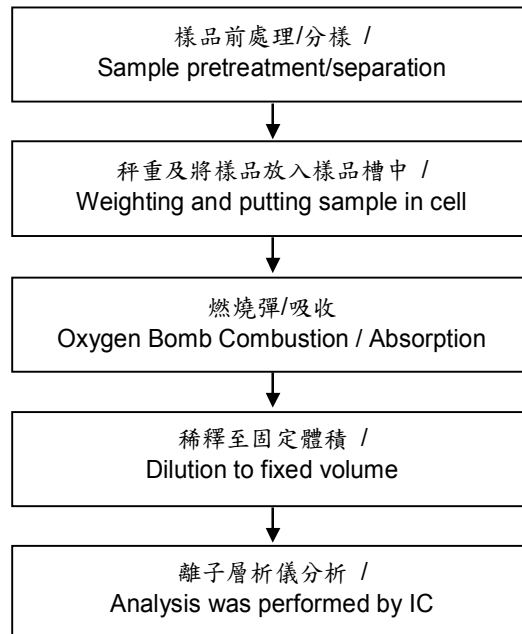 樣品前處理/分樣 /
Sample pretreatment/separation
秤重及將樣品放入樣品槽中 /
Weighting and putting sample in cell
燃燒彈/吸收
Oxygen Bomb Combustion / Absorption
稀釋至固定體積 /
Dilution to fixed volume
離子層析儀分析 /
Analysis was performed by IC